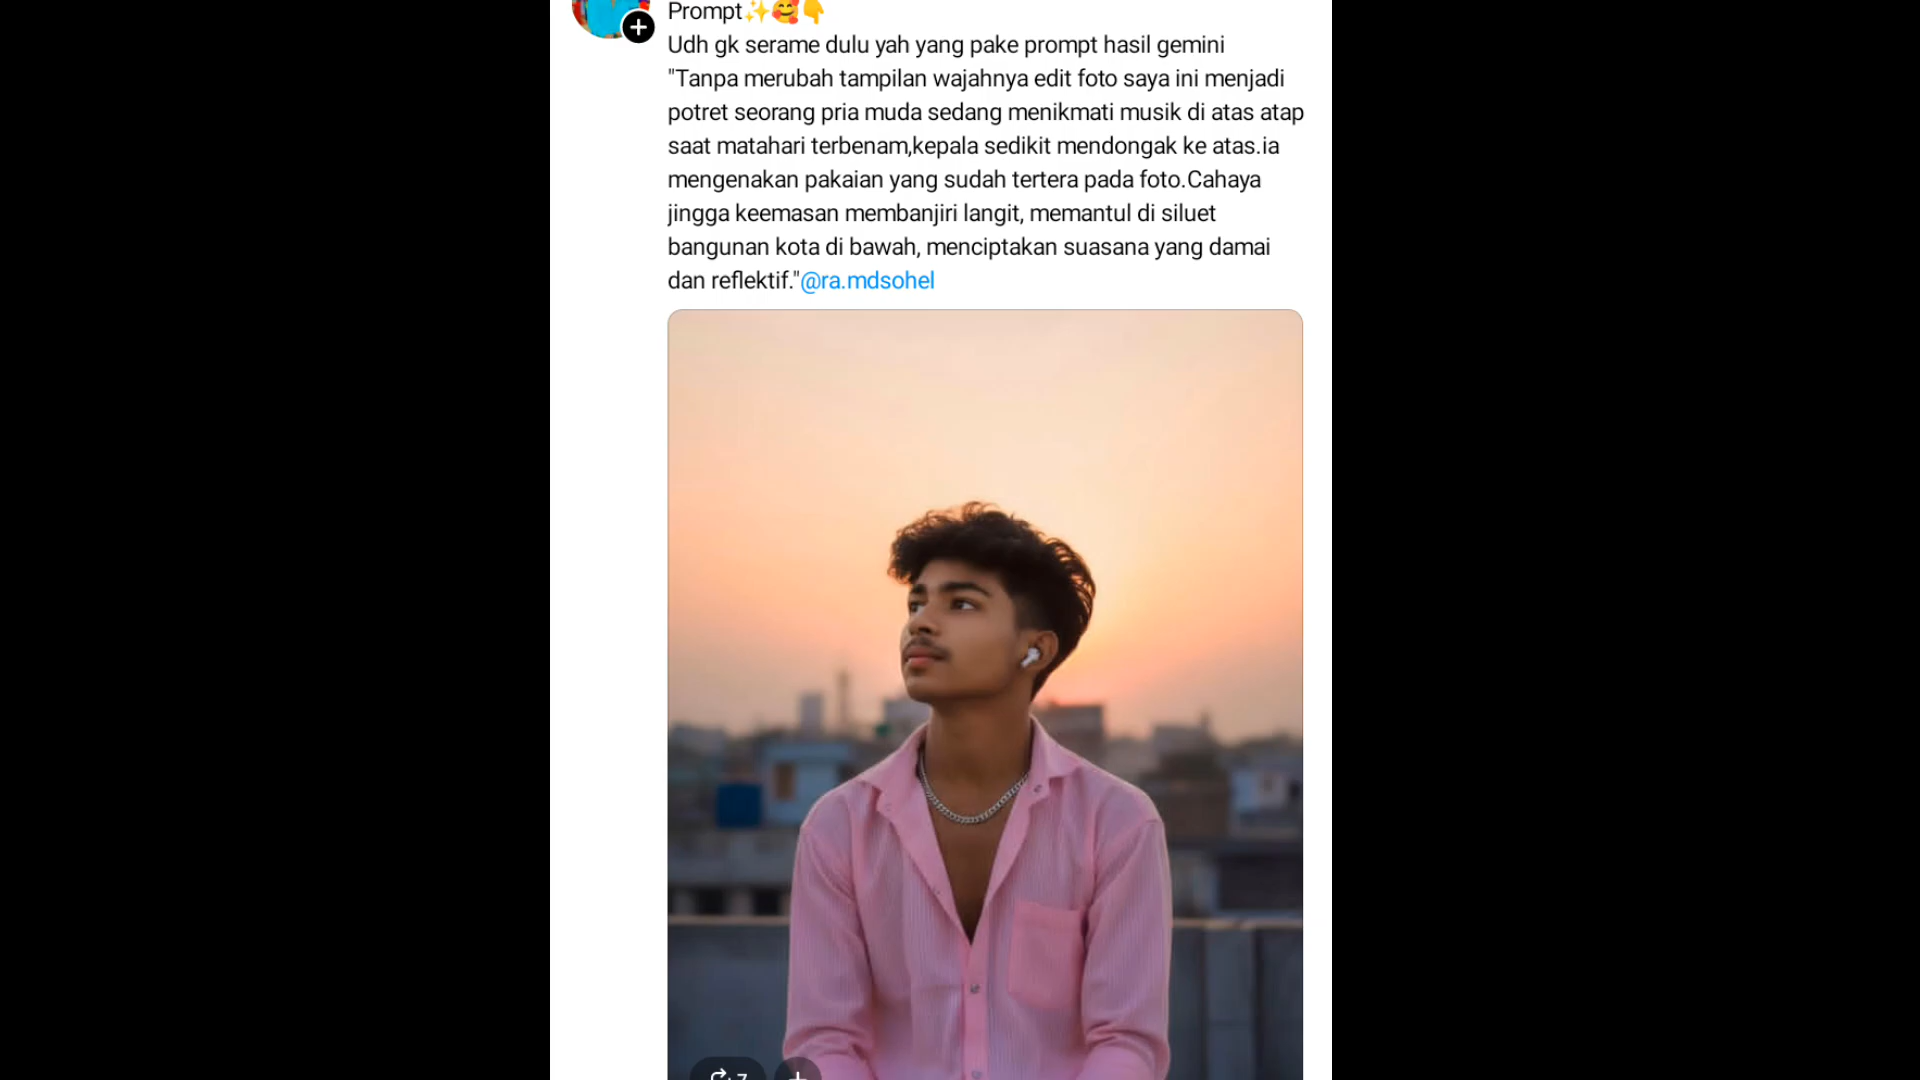 Prompt✨🥰👇
Udh gk serame dulu yah yang pake prompt hasil gemini
"Tanpa merubah tampilan wajahnya edit foto saya ini menjadi
potret seorang pria muda sedang menikmati musik di atas atap
saat matahari terbenam,kepala sedikit mendongak ke atas.ia
mengenakan pakaian yang sudah tertera pada foto.Cahaya
jingga keemasan membanjiri langit, memantul di siluet
bangunan kota di bawah, menciptakan suasana yang damai
dan reflektif."@ra.mdsohel